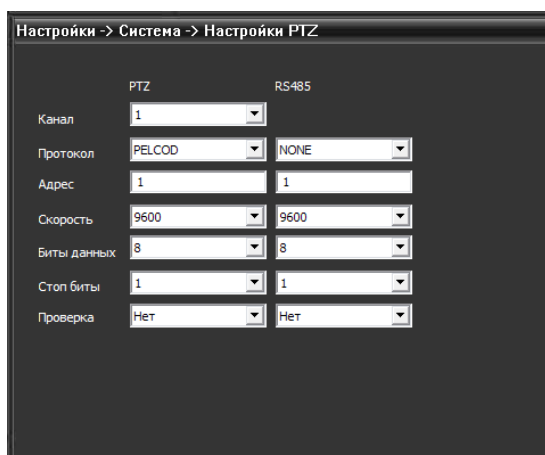 Настройки -> Система -> Настройки PTZ
PTZ RS485
Канал 1
Протокол PELCOD NONE
Адрес 1 1
Скорость 9600 9600
Биты данных 8 8
Стоп биты 1 1
Проверка Нет Нет